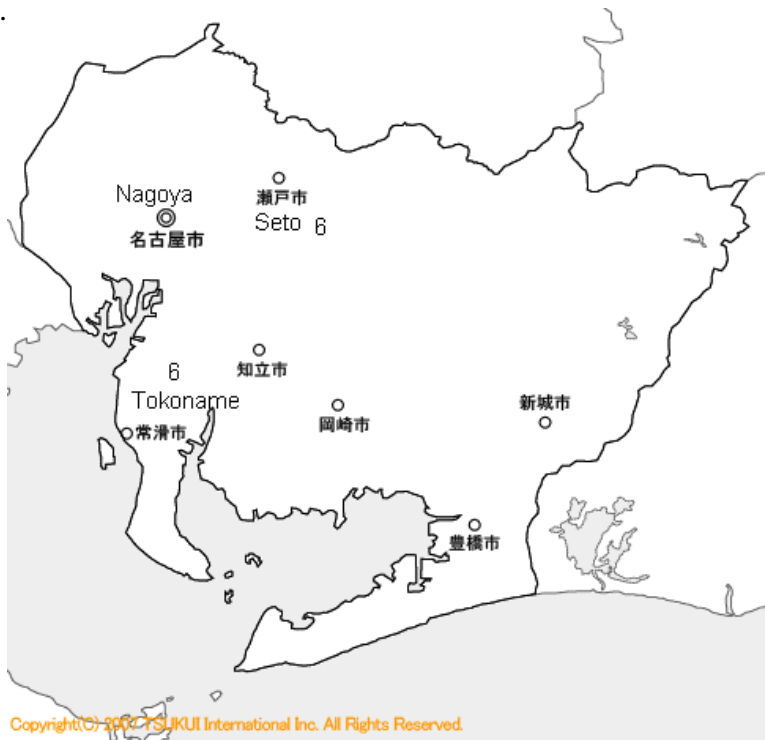 .
Nagoya
名古屋市
瀬戸市
Seto 6
6
知立市
Tokoname
常滑市
岡崎市
新城市
豊橋市
Copyright(C) 2007 TSUKUI International Inc. All Rights Reserved.